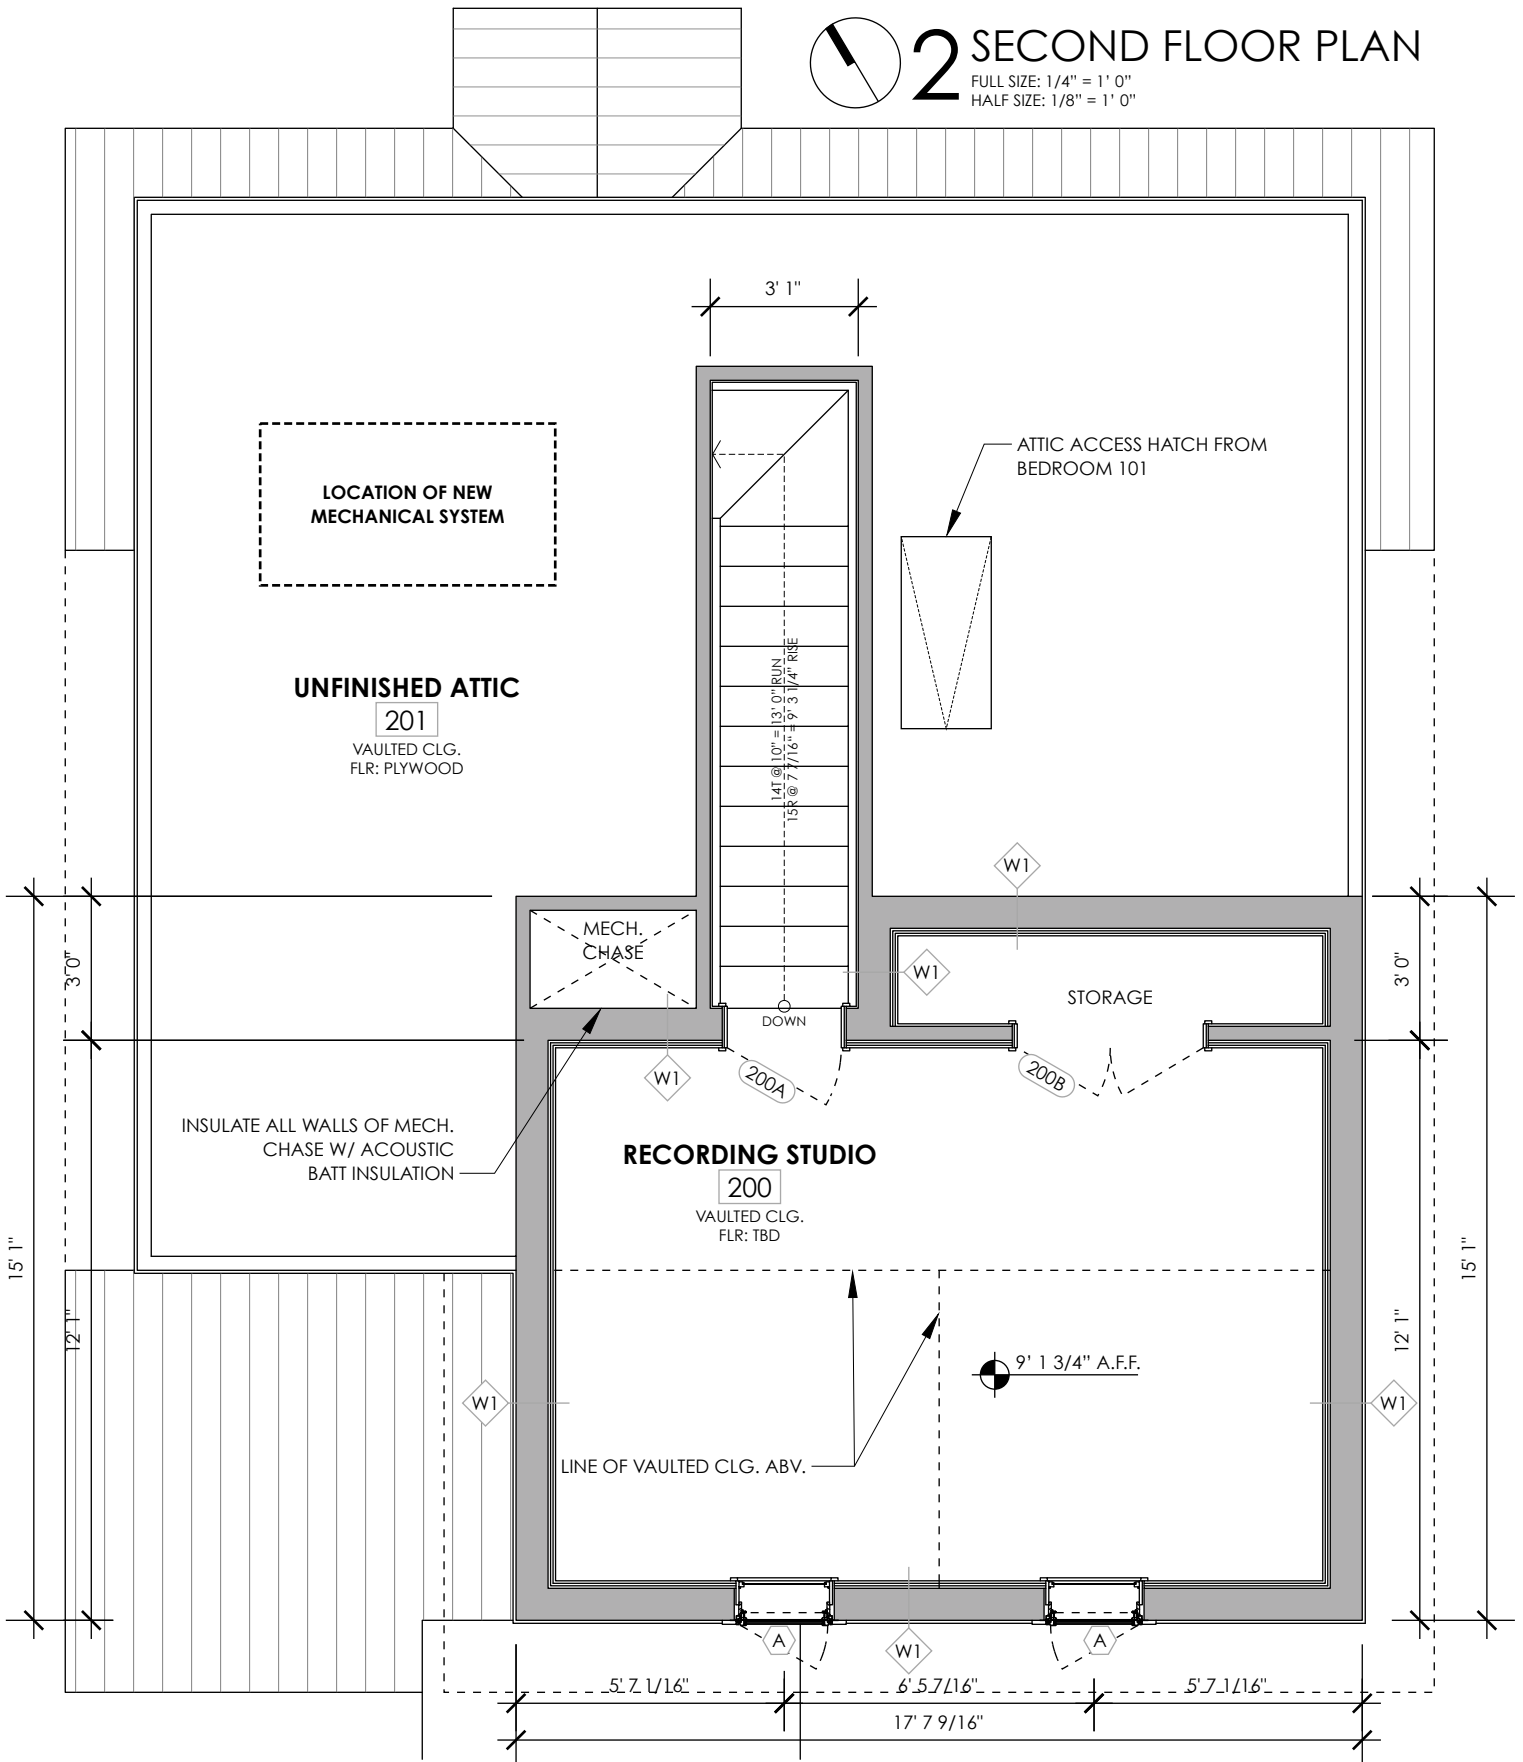 2 SECOND FLOOR PLAN
FULL SIZE: 1/4" = 1' 0"
HALF SIZE: 1/8" = 1' 0"
3' 1"
ATTIC ACCESS HATCH FROM
BEDROOM 101
LOCATION OF NEW
MECHANICAL SYSTEM
14T @ 10" = 13' 0" RUN
15R @ 7 7/16" = 9' 3 1/4" RISE
UNFINISHED ATTIC
201
VAULTED CLG.
FLR: PLYWOOD
W1
MECH.
CHASE
W1
3' 0"
3' 0"
STORAGE
DOWN
W1
200A
200B
INSULATE ALL WALLS OF MECH.
CHASE W/ ACOUSTIC
BATT INSULATION
RECORDING STUDIO
200
VAULTED CLG.
FLR: TBD
15' 1"
15' 1"
12' 1"
12' 1"
9' 1 3/4" A.F.F.
W1
W1
LINE OF VAULTED CLG. ABV.
A
W1
A
5' 7 1/16"
6' 5 7/16"
5' 7 1/16"
17' 7 9/16"